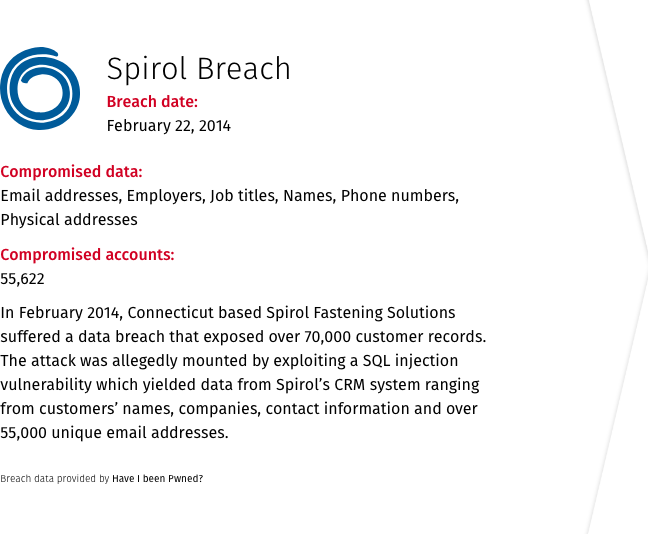 Spirol Breach
Breach date:
February 22, 2014
Compromised data:
Email addresses, Employers, Job titles, Names, Phone numbers,
Physical addresses
Compromised accounts:
55,622
In February 2014, Connecticut based Spirol Fastening Solutions
suffered a data breach that exposed over 70,000 customer records.
The attack was allegedly mounted by exploiting a SQL injection
vulnerability which yielded data from Spirol’s CRM system ranging
from customers’ names, companies, contact information and over
55,000 unique email addresses.
Breach data provided by Have I been Pwned?